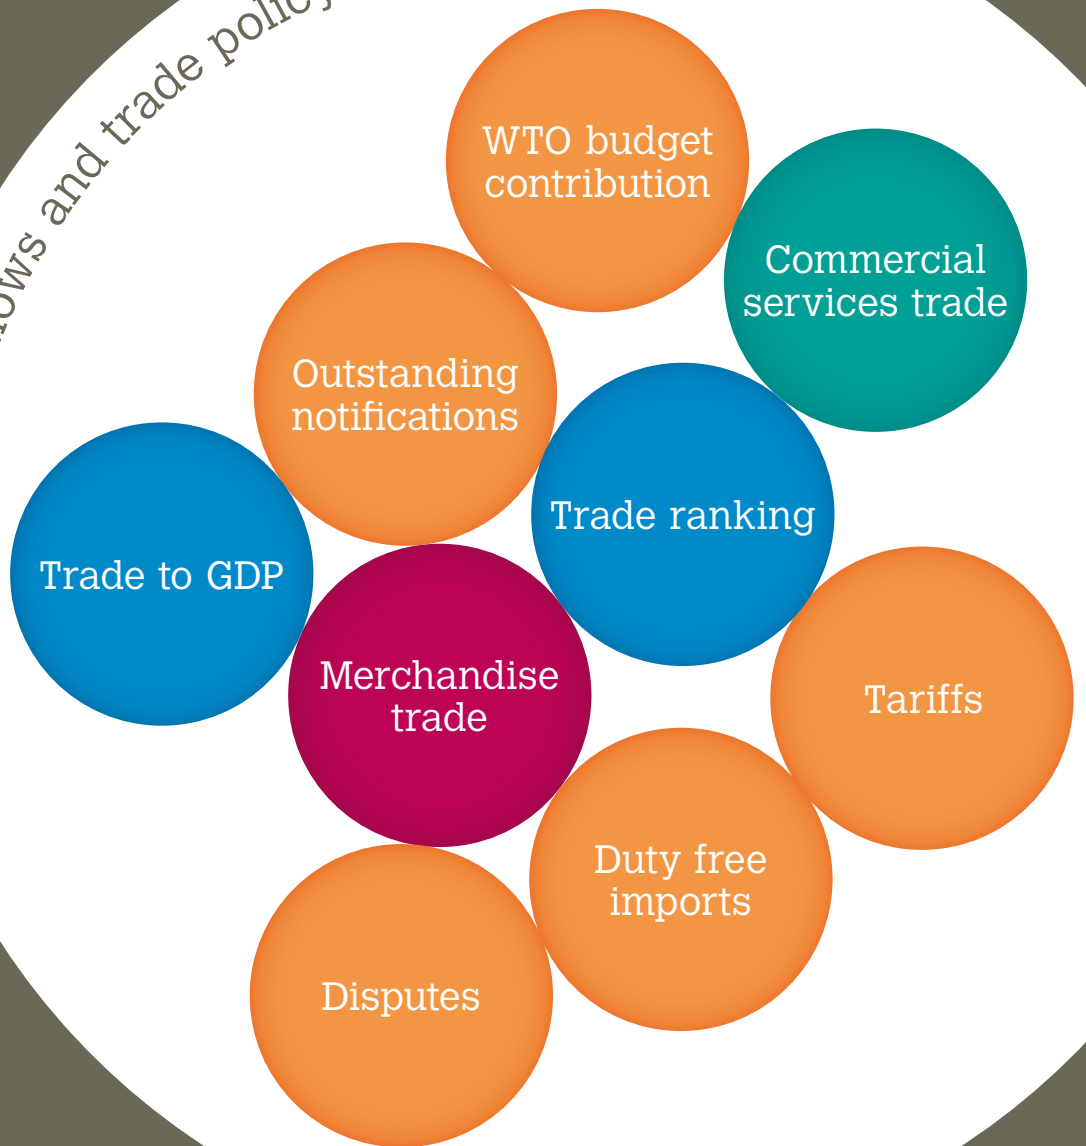 and trade policy
WTO budget
contribution
Commercial
services trade
Outstanding
notifications
Trade ranking
Trade to GDP
Merchandise
trade
Tariffs
Duty free
imports
Disputes